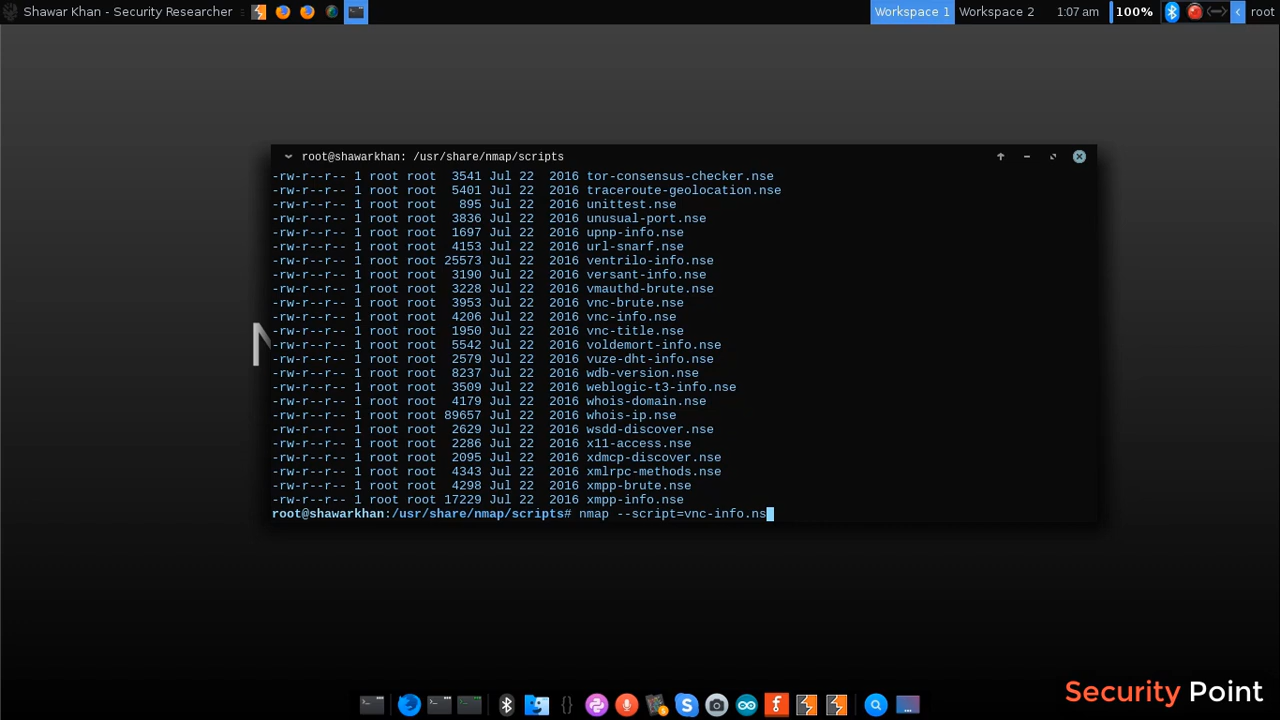 Shawar Khan - Security Researcher
Workspace 1 Workspace 2 1:07 am 100% root
root@shawarkhan: /usr/share/nmap/scripts
-rw-r--r-- 1 root root 3541 Jul 22 2016 tor-consensus-checker.nse
-rw-r--r-- 1 root root 5401 Jul 22 2016 traceroute-geolocation.nse
-rw-r--r-- 1 root root 895 Jul 22 2016 unittest.nse
-rw-r--r-- 1 root root 3836 Jul 22 2016 unusual-port.nse
-rw-r--r-- 1 root root 1697 Jul 22 2016 upnp-info.nse
-rw-r--r-- 1 root root 4153 Jul 22 2016 url-snarf.nse
-rw-r--r-- 1 root root 25573 Jul 22 2016 ventrilo-info.nse
-rw-r--r-- 1 root root 3190 Jul 22 2016 versant-info.nse
-rw-r--r-- 1 root root 3228 Jul 22 2016 vmauthd-brute.nse
-rw-r--r-- 1 root root 3953 Jul 22 2016 vnc-brute.nse
-rw-r--r-- 1 root root 4206 Jul 22 2016 vnc-info.nse
-rw-r--r-- 1 root root 1950 Jul 22 2016 vnc-title.nse
-rw-r--r-- 1 root root 5542 Jul 22 2016 voldemort-info.nse
-rw-r--r-- 1 root root 2579 Jul 22 2016 vuze-dht-info.nse
-rw-r--r-- 1 root root 8237 Jul 22 2016 wdb-version.nse
-rw-r--r-- 1 root root 3509 Jul 22 2016 weblogic-t3-info.nse
-rw-r--r-- 1 root root 4179 Jul 22 2016 whois-domain.nse
-rw-r--r-- 1 root root 89657 Jul 22 2016 whois-ip.nse
-rw-r--r-- 1 root root 2629 Jul 22 2016 wsdd-discover.nse
-rw-r--r-- 1 root root 2286 Jul 22 2016 x11-access.nse
-rw-r--r-- 1 root root 2095 Jul 22 2016 xdmcp-discover.nse
-rw-r--r-- 1 root root 4343 Jul 22 2016 xmlrpc-methods.nse
-rw-r--r-- 1 root root 4298 Jul 22 2016 xmpp-brute.nse
-rw-r--r-- 1 root root 17229 Jul 22 2016 xmpp-info.nse
root@shawarkhan:/usr/share/nmap/scripts# nmap --script=vnc-info.ns
Security Point